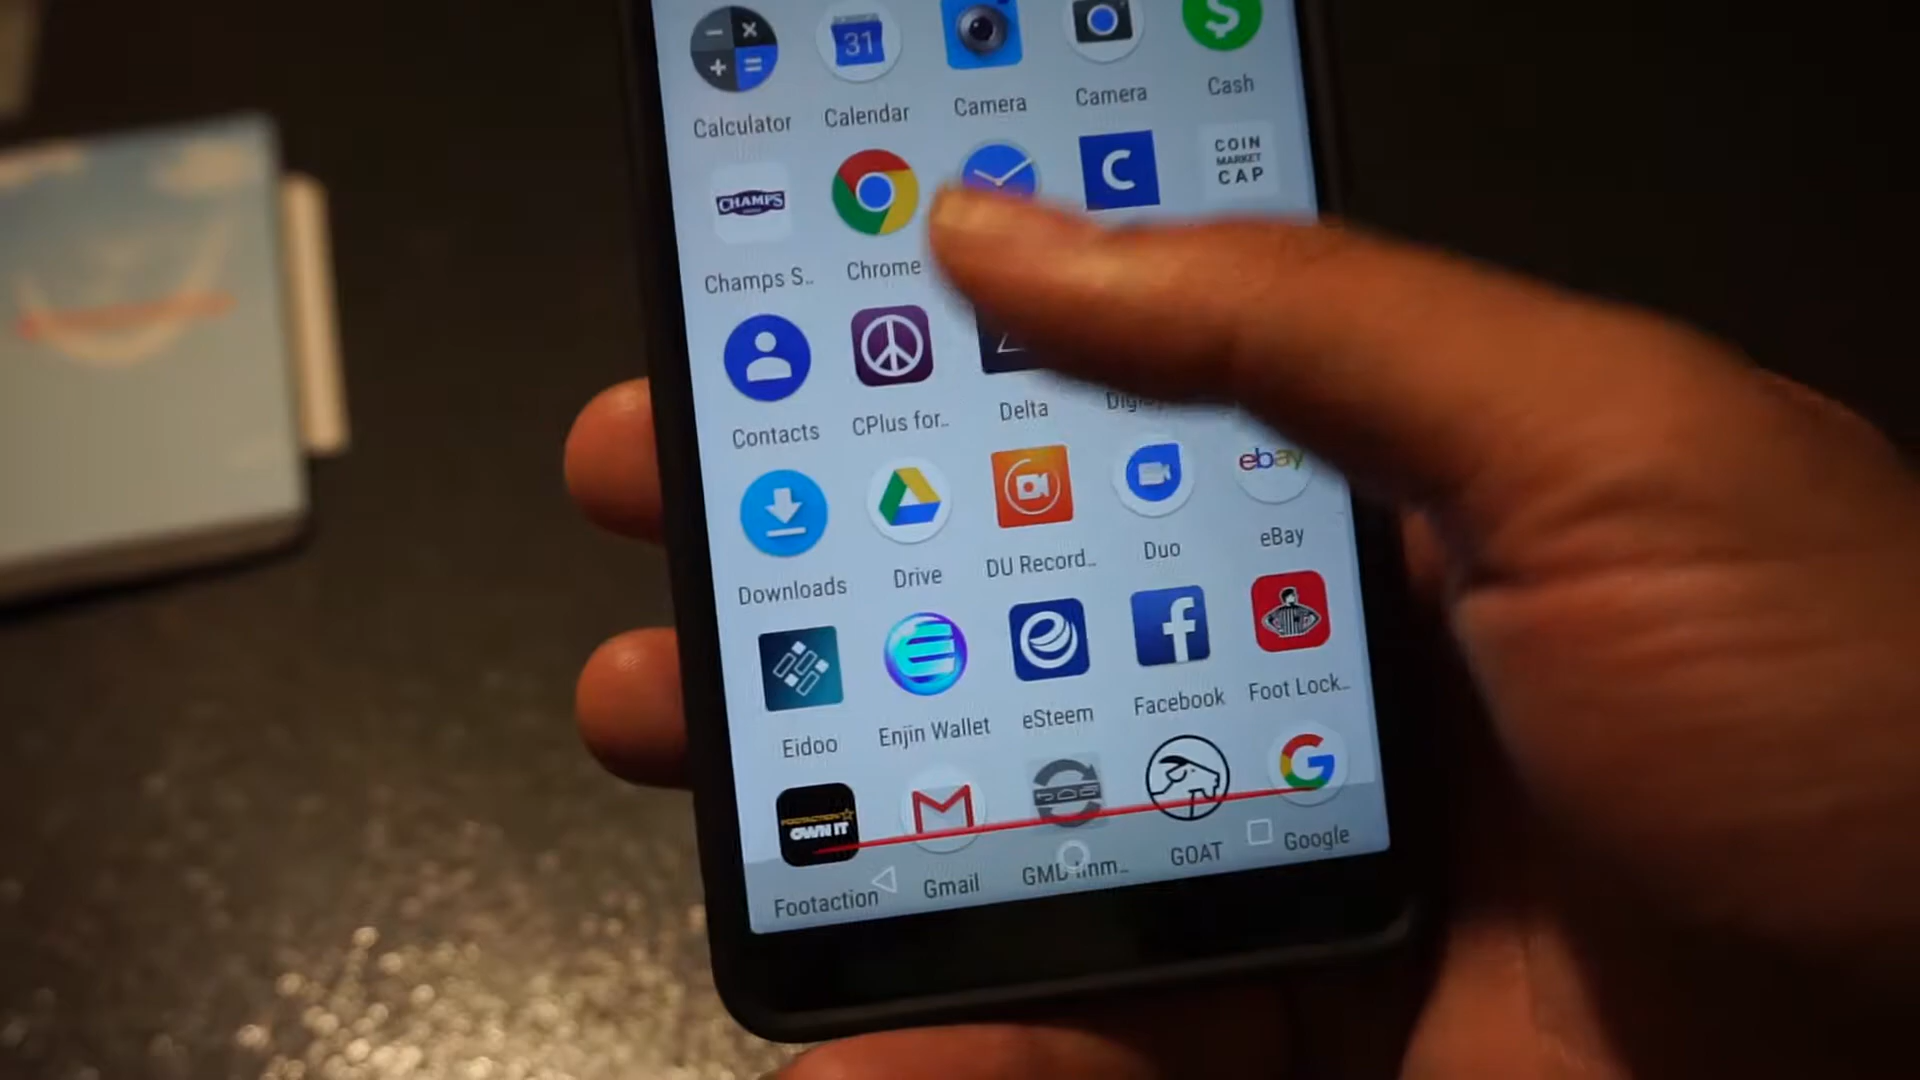 31
Calculator
Calendar
Camera
Camera
Cash
CHAMPS
C
COIN
MARKET
CAP
Champs S..
Chrome
Contacts
CPlus for..
Delta
ebay
Downloads
Drive
DU Record..
Duo
eBay
f
Eidoo
Enjin Wallet
eSteem
Facebook
Foot Lock..
FOOTACTION
OWN IT
G
Footaction
Gmail
GOAT
Google